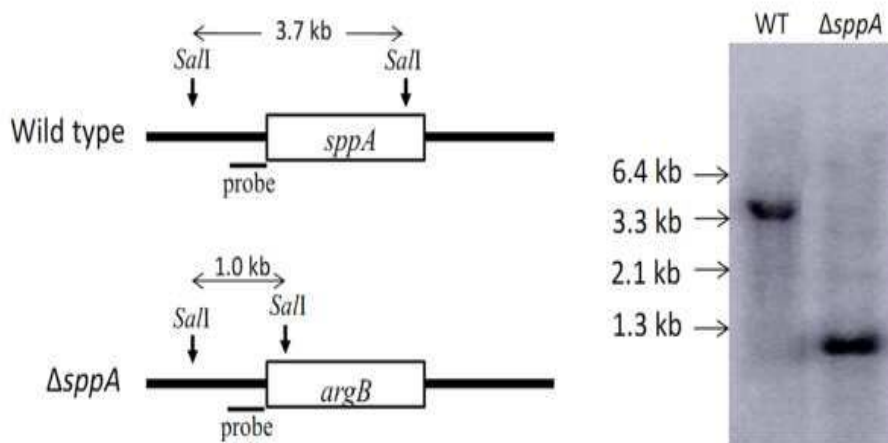 3.7 kb
SalI SalI
Wild type
sppA
probe
1.0 kb
SalI
SalI
ΔsppA
argB
probe
WT ΔsppA
6.4 kb
3.3 kb
2.1 kb
1.3 kb